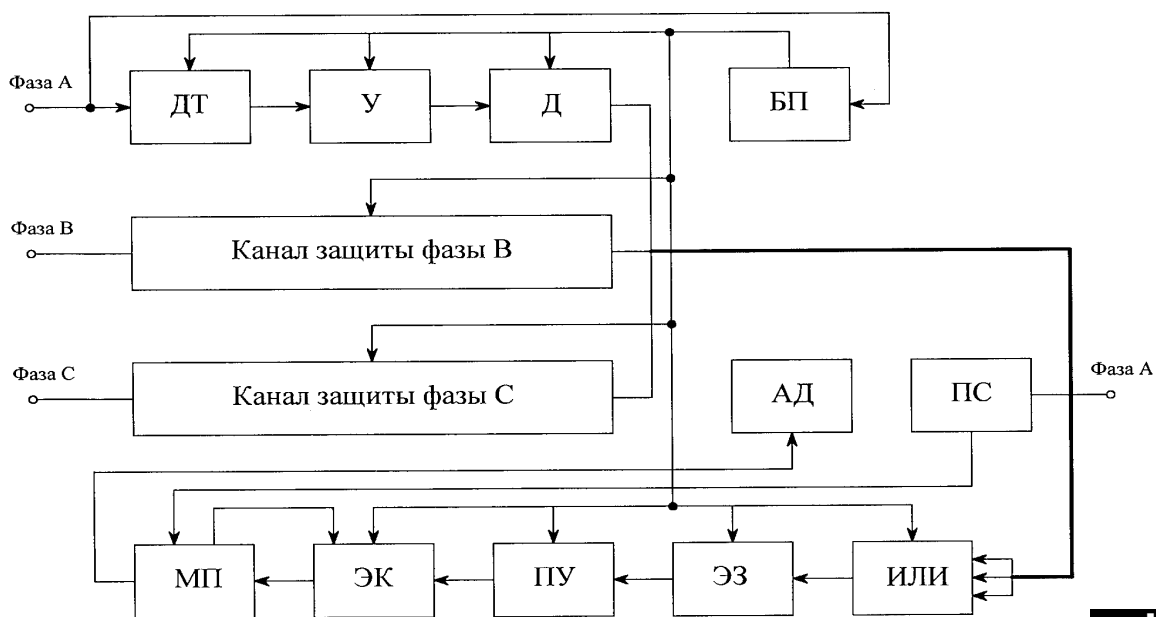 Фаза А
ДТ
У
Д
БП
Фаза В
Канал защиты фазы В
Фаза С
Канал защиты фазы С
АД
ПС
Фаза А
МП
ЭК
ПУ
ЭЗ
ИЛИ